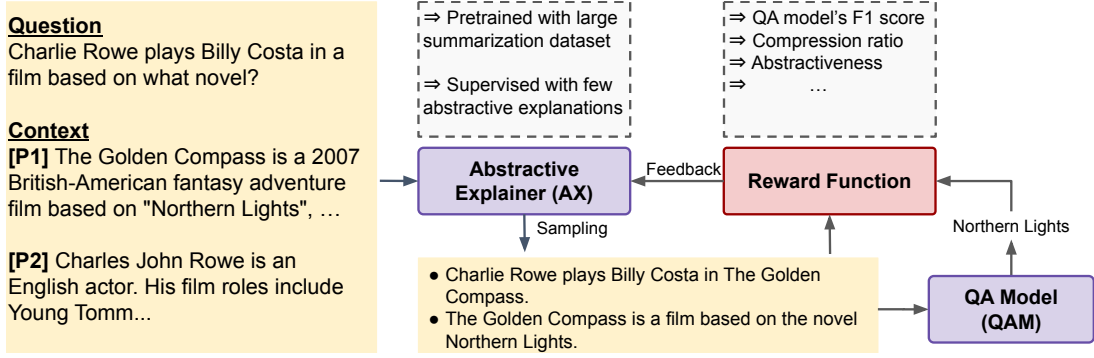 Question
Charlie Rowe plays Billy Costa in a
film based on what novel?
Context
[P1] The Golden Compass is a 2007
British-American fantasy adventure
film based on "Northern Lights", …
[P2] Charles John Rowe is an
English actor. His film roles include
Young Tomm...
⇒ Pretrained with large
summarization dataset
⇒ Supervised with few
abstractive explanations
⇒ QA model's F1 score
⇒ Compression ratio
⇒ Abstractiveness
⇒ …
Abstractive
Explainer (AX)
Feedback
Reward Function
Sampling
Northern Lights
● Charlie Rowe plays Billy Costa in The Golden
Compass.
● The Golden Compass is a film based on the novel
Northern Lights.
QA Model
(QAM)